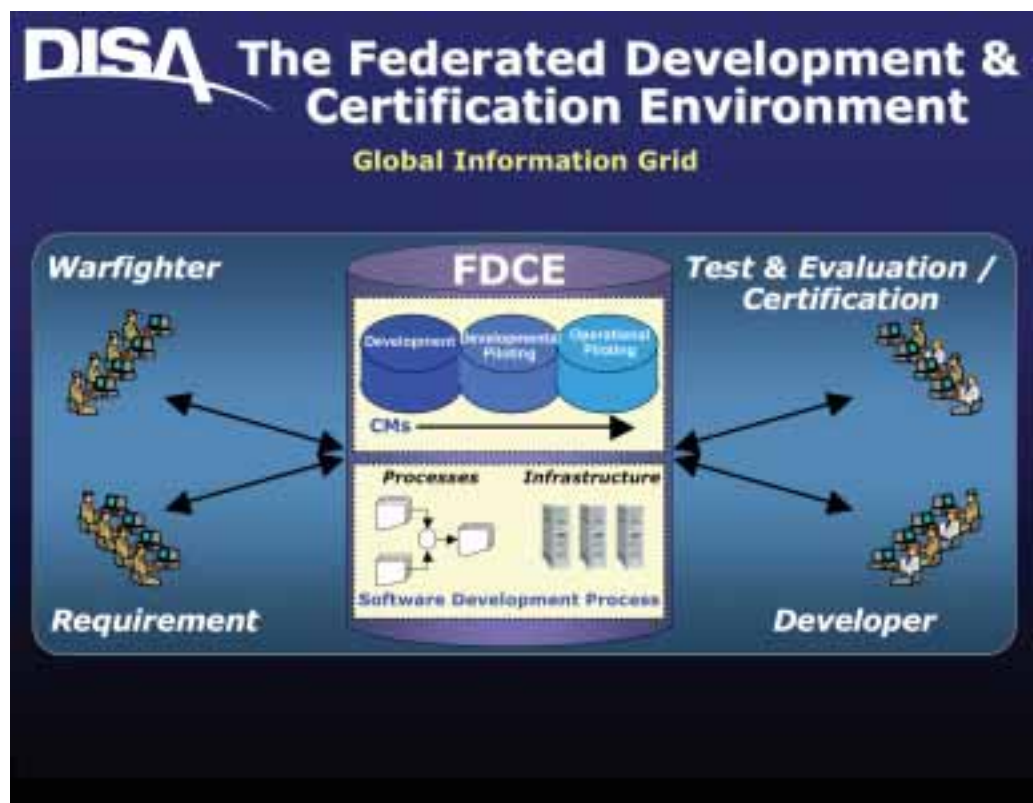 DISA
The Federated Development &
Certification Environment
Global Information Grid
Warfighter
FDCE
Test & Evaluation /
Certification
Development
Developmental
Piloting
Operational
Piloting
CMs
Processes
Infrastructure
Software Development Process
Requirement
Developer